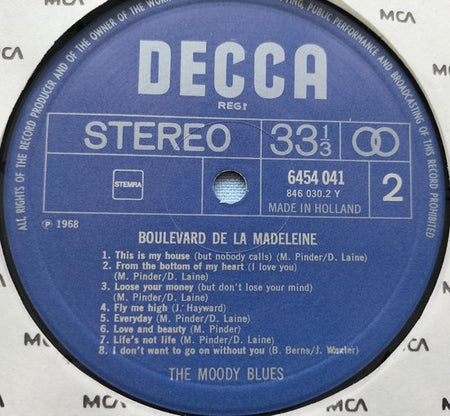 MCA
MCA
ALL RIGHTS OF THE RECORD PRODUCER AND OF THE OWNER OF THE WORK
PUBLIC PERFORMANCE AND BROADCASTING OF THIS RECORD PROHIBITED
DECCA
REGD
STEREO
33 1/3
STEMRA
6454 041
846 030.2 Y
MADE IN HOLLAND
2
℗ 1968
BOULEVARD DE LA MADELEINE
1. This is my house (but nobody calls) (M. Pinder/D. Laine)
2. From the bottom of my heart (I love you)
(M. Pinder/D. Laine)
3. Loose your money (but don't lose your mind)
(M. Pinder/D. Laine)
4. Fly me high (J. Hayward)
5. Everyday (M. Pinder/D. Laine)
6. Love and beauty (M. Pinder)
7. Life's not life (M. Pinder/D. Laine)
8. I don't want to go on without you (B. Berns/J. Wexler)
THE MOODY BLUES
MCA
MCA
MCA